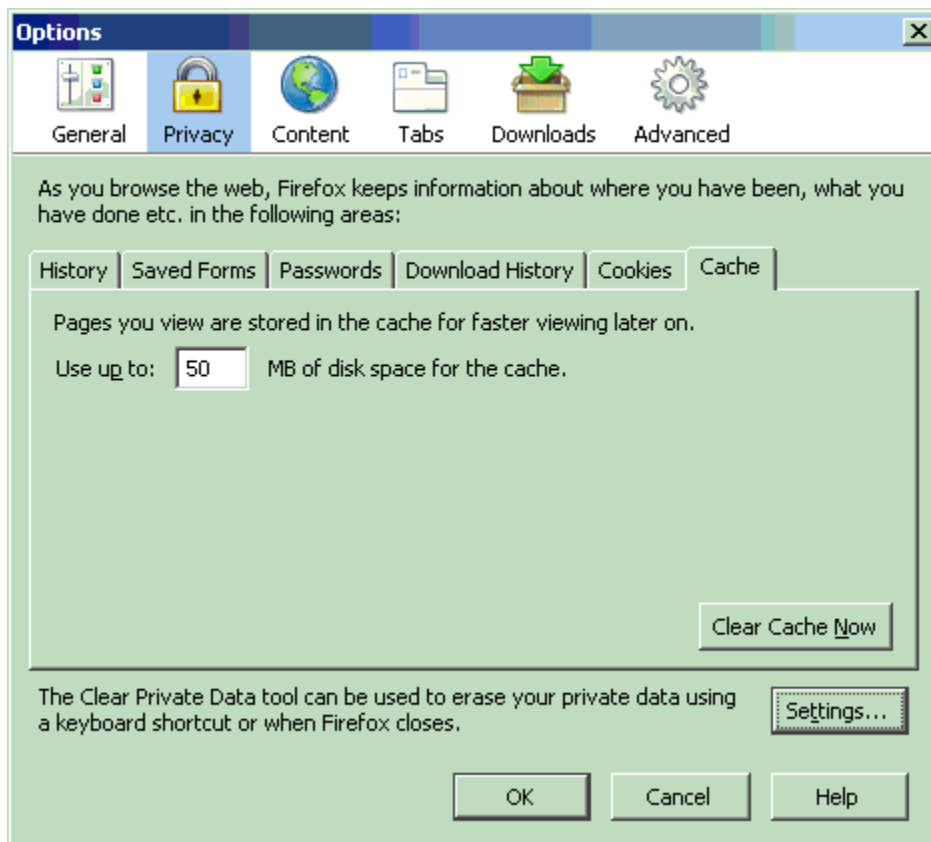 Options
General Privacy Content Tabs Downloads Advanced
As you browse the web, Firefox keeps information about where you have been, what you
have done etc. in the following areas:
History Saved Forms Passwords Download History Cookies Cache
Pages you view are stored in the cache for faster viewing later on.
Use up to: 50 MB of disk space for the cache.
Clear Cache Now
The Clear Private Data tool can be used to erase your private data using
a keyboard shortcut or when Firefox closes.
Settings...
OK Cancel Help